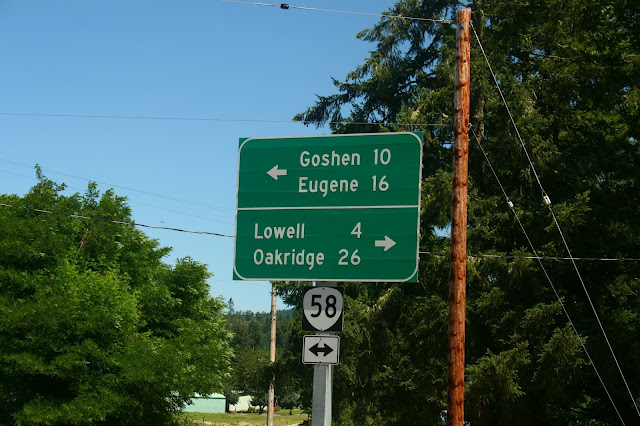 Goshen 10
Eugene 16
Lowell 4
Oakridge 26
58